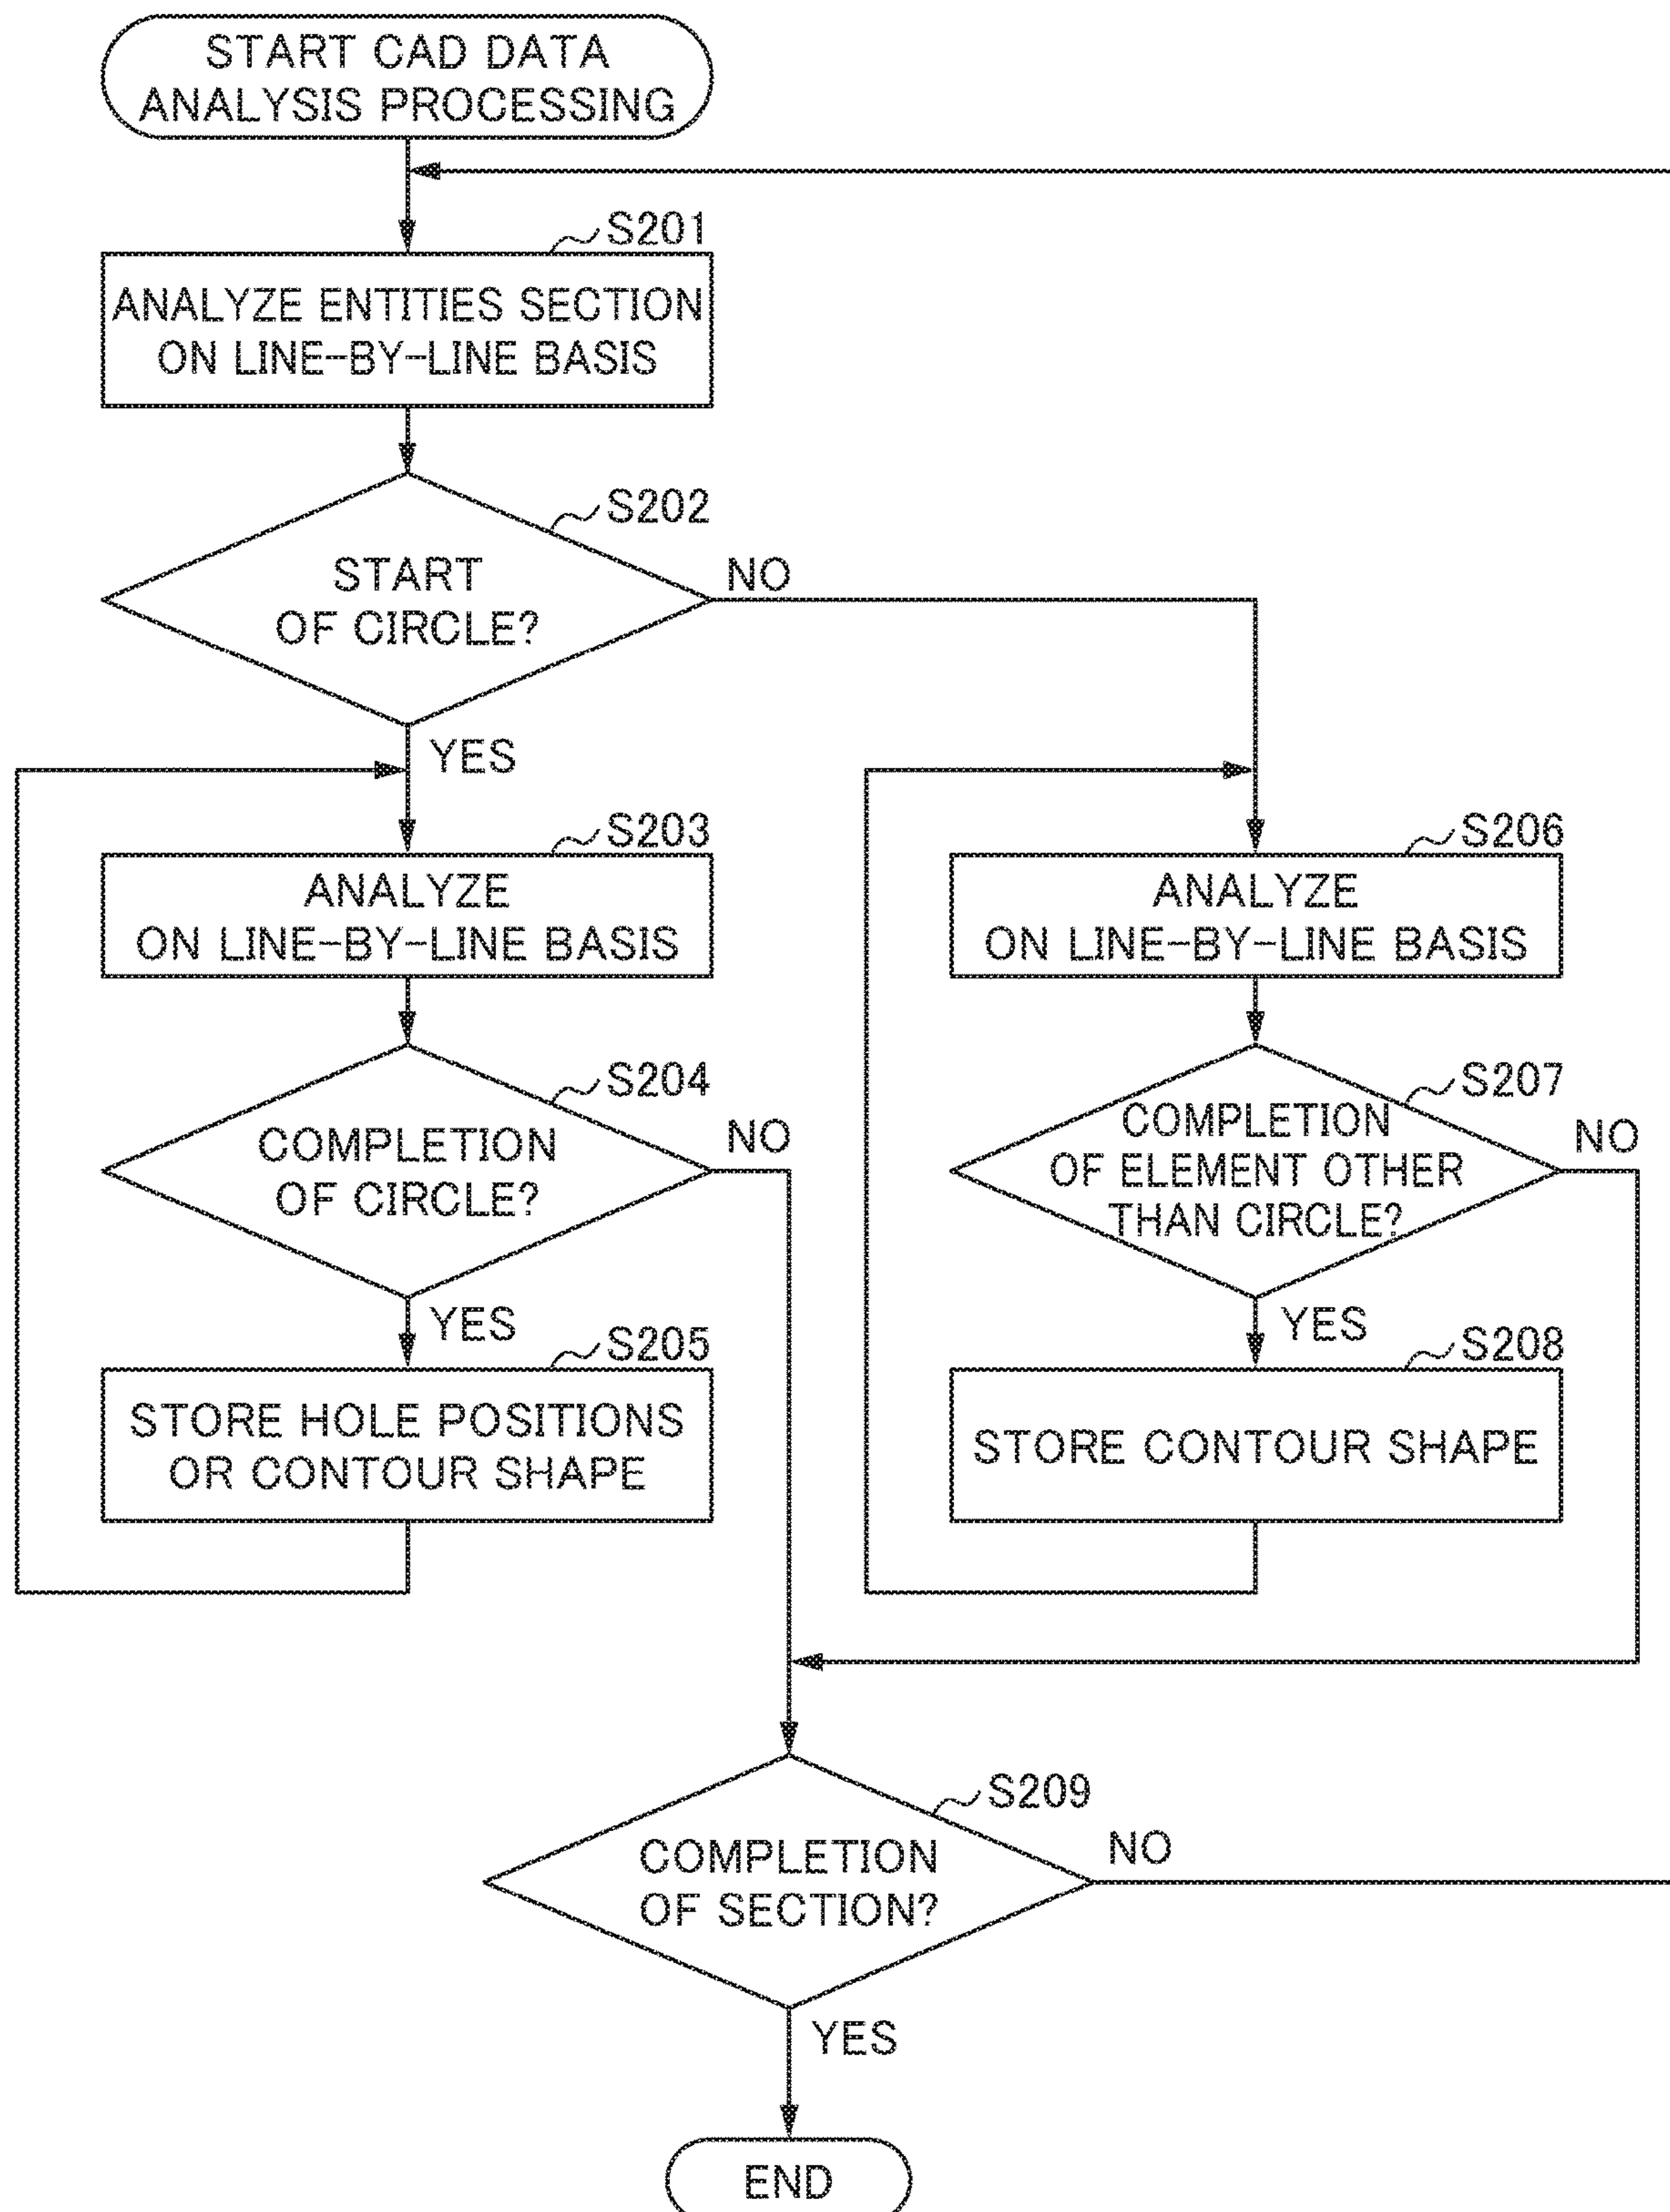 START CAD DATA
ANALYSIS PROCESSING
S201
ANALYZE ENTITIES SECTION
ON LINE-BY-LINE BASIS
S202
START
OF CIRCLE?
NO
YES
S203
ANALYZE
ON LINE-BY-LINE BASIS
S204
COMPLETION
OF CIRCLE?
NO
YES
S205
STORE HOLE POSITIONS
OR CONTOUR SHAPE
S206
ANALYZE
ON LINE-BY-LINE BASIS
S207
COMPLETION
OF ELEMENT OTHER
THAN CIRCLE?
NO
YES
S208
STORE CONTOUR SHAPE
S209
COMPLETION
OF SECTION?
NO
YES
END